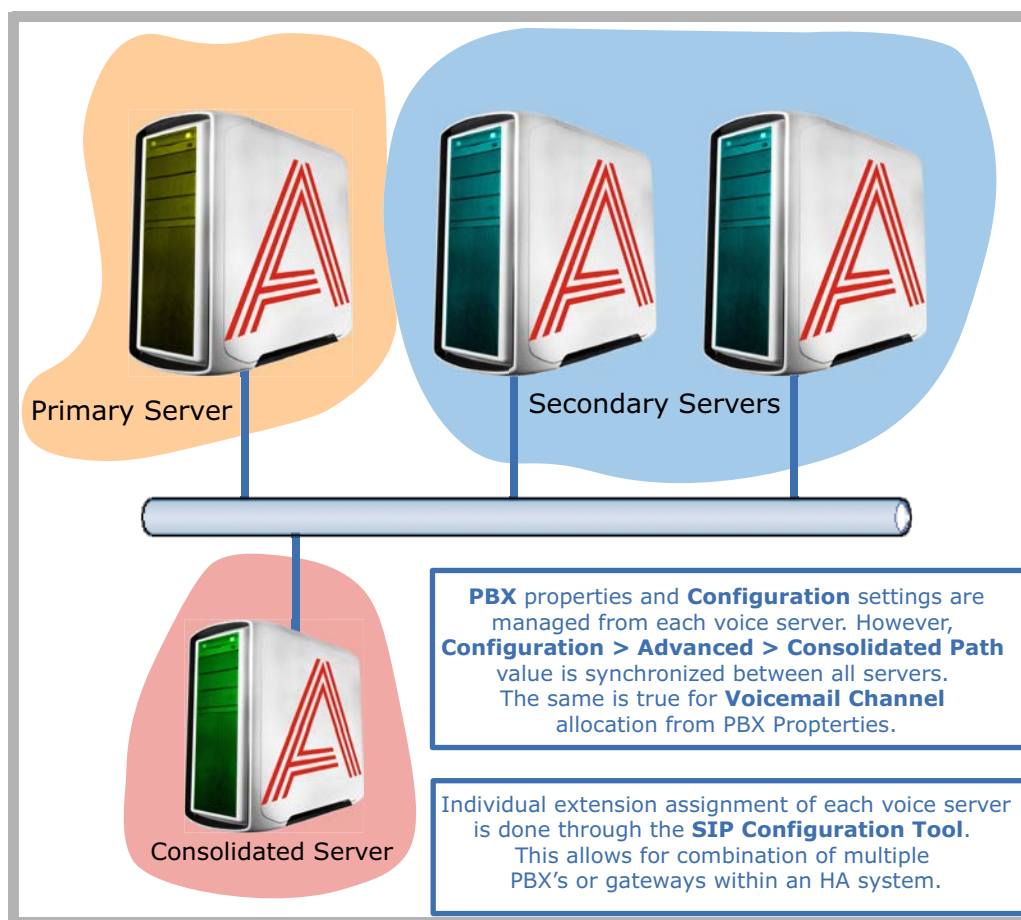 Primary Server
Secondary Servers
Consolidated Server
PBX properties and Configuration settings are
managed from each voice server. However,
Configuration > Advanced > Consolidated Path
value is synchronized between all servers.
The same is true for Voicemail Channel
allocation from PBX Propterties.
Individual extension assignment of each voice server
is done through the SIP Configuration Tool.
This allows for combination of multiple
PBX's or gateways within an HA system.